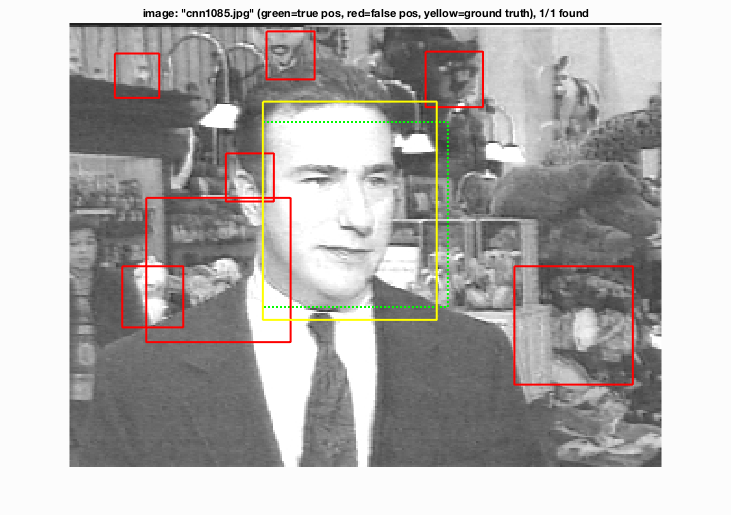 image: "cnn1085.jpg" (green=true pos, red=false pos, yellow=ground truth), 1/1 found